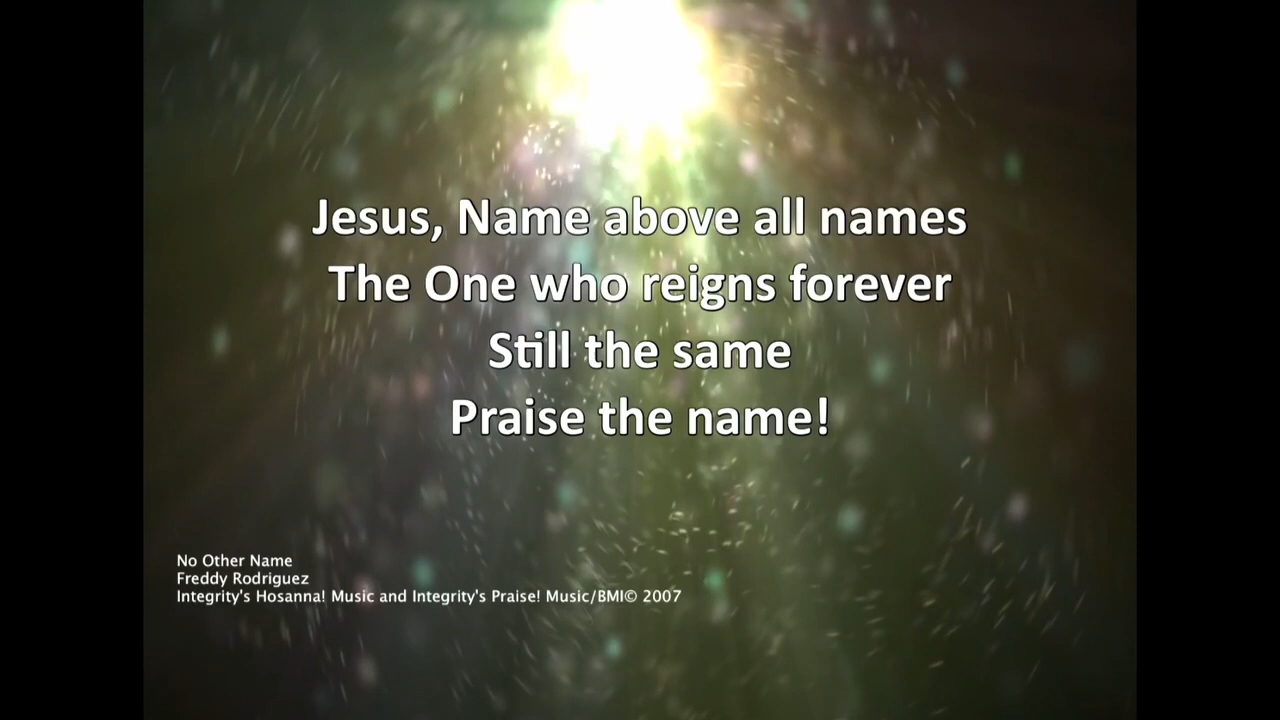 Jesus, Name above all names
The One who reigns forever
Still the same
Praise the name!
No Other Name
Freddy Rodriguez
Integrity's Hosanna! Music and Integrity's Praise! Music/BMI© 2007